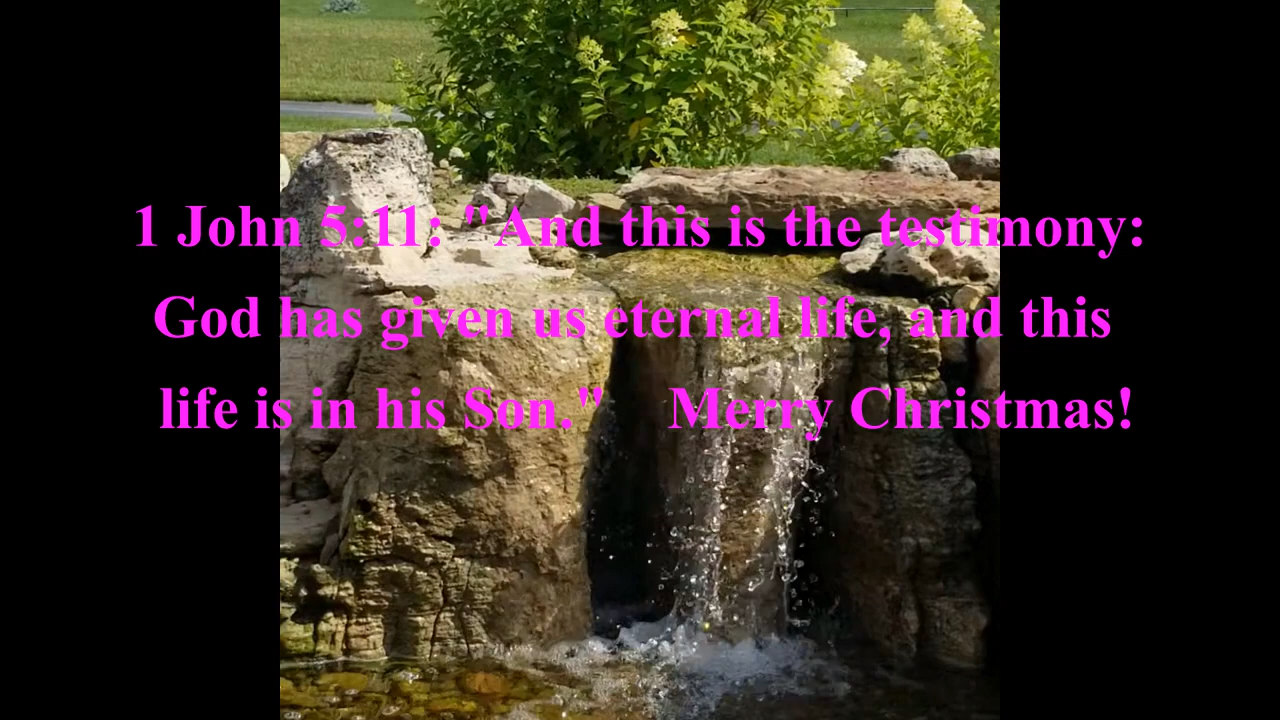 1 John 5:11: "And this is the testimony:
God has given us eternal life, and this
life is in his Son." Merry Christmas!